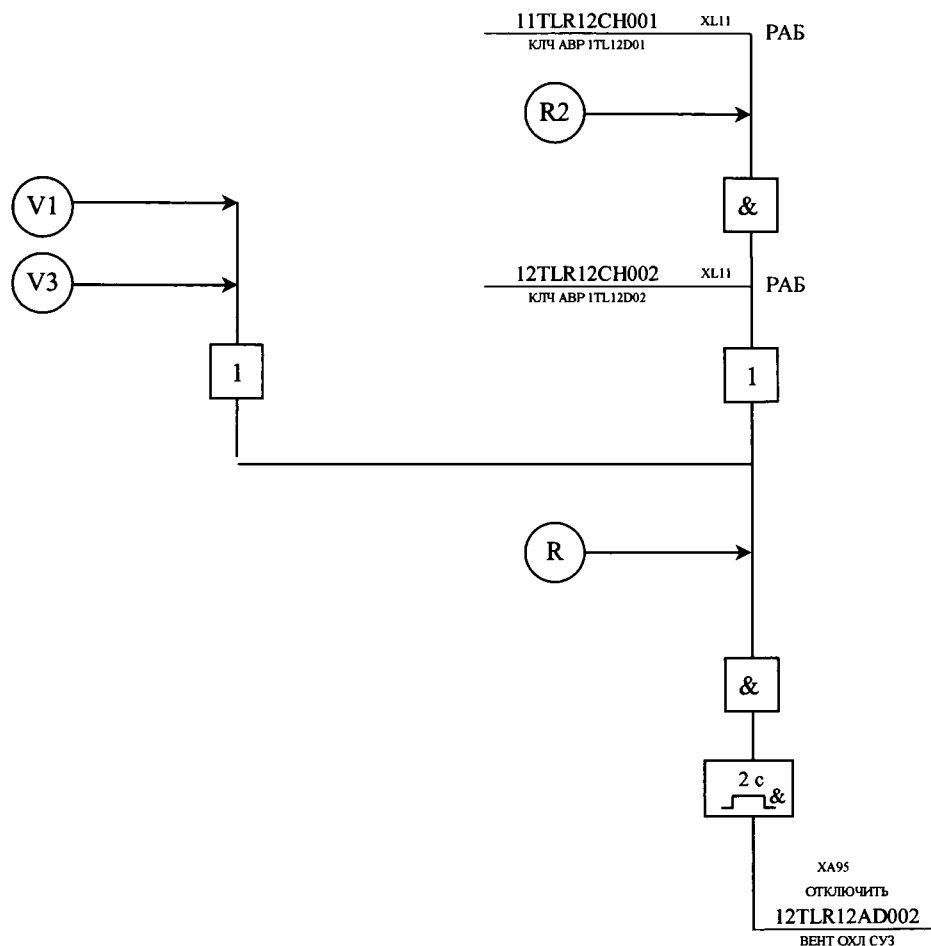 11TLR12CH001 XL11 РАБ
КЛЧ АВР 1TL12D01
R2
V1
&
V3
12TLR12CH002 XL11 РАБ
КЛЧ АВР 1TL12D02
1
1
R
&
2 с
&
XA95
ОТКЛЮЧИТЬ
12TLR12AD002
ВЕНТ ОХЛ СУЗ